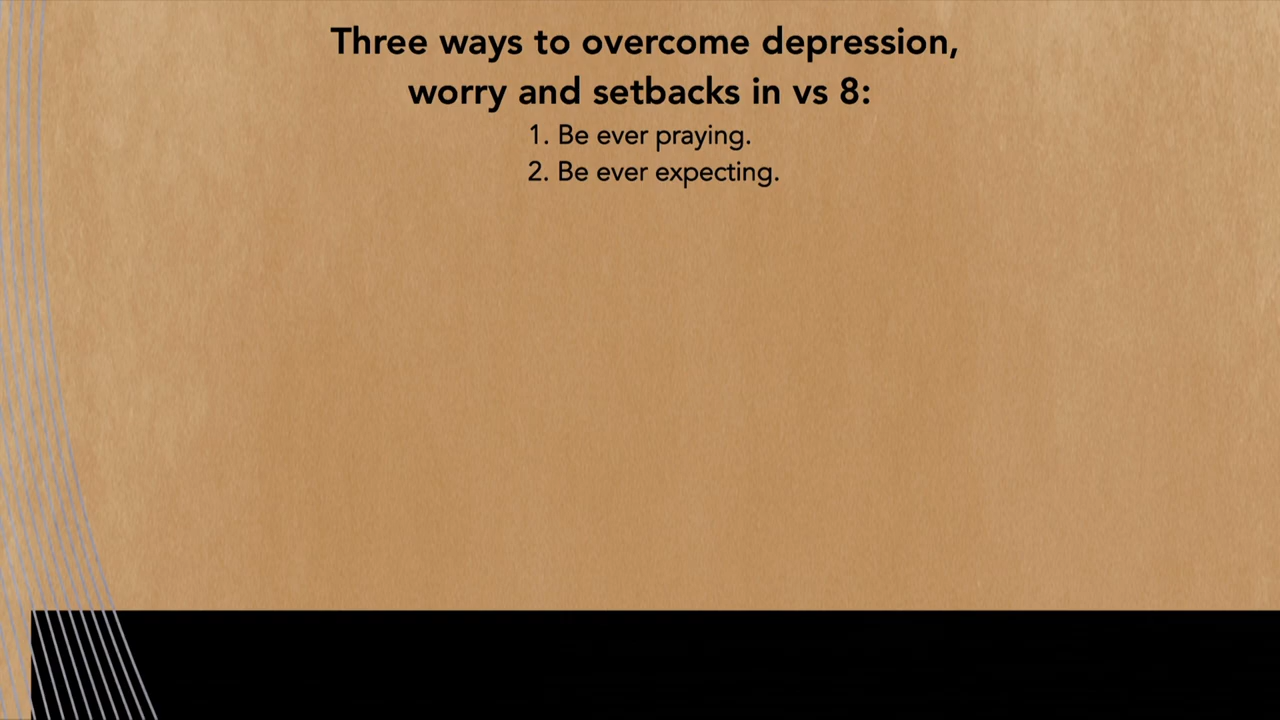 Three ways to overcome depression,
worry and setbacks in vs 8:
1. Be ever praying.
2. Be ever expecting.